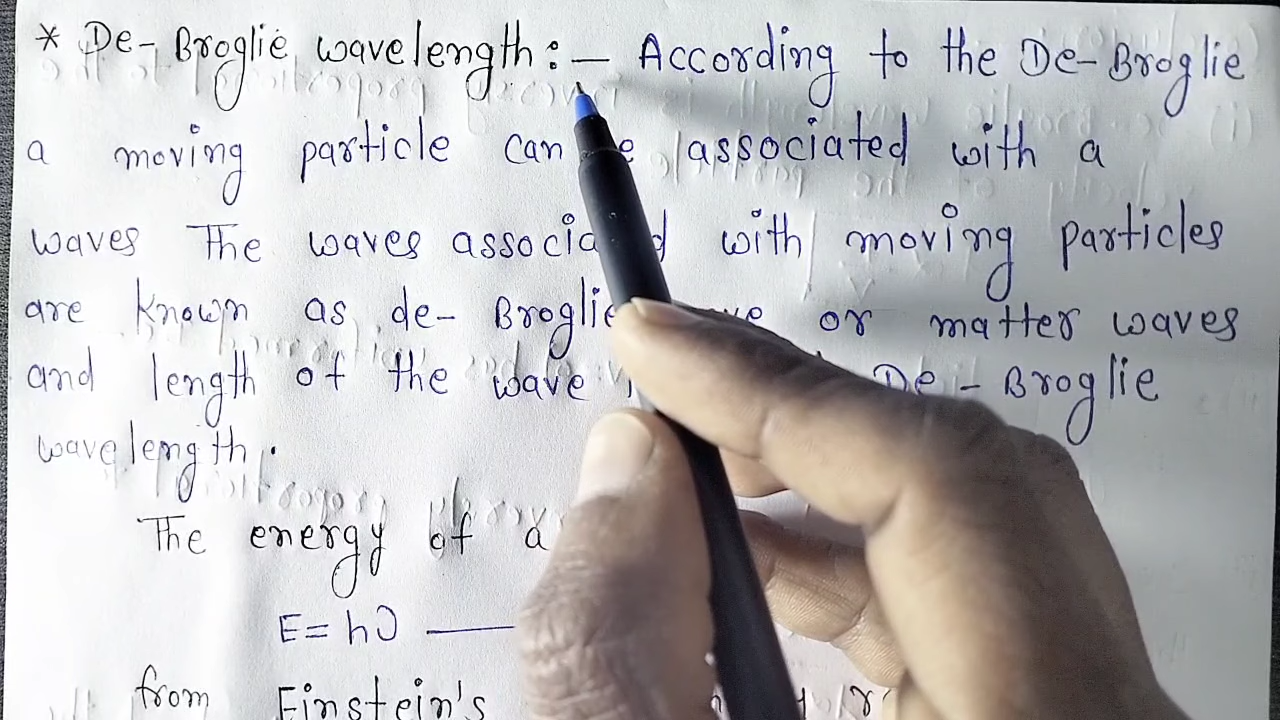 * De-Broglie wavelength:— According to the De-Broglie
a moving particle can associated with a
waves The waves with moving particles
are known as de-Broglie or matter waves
and length of the wave De-Broglie
wavelength.
The energy of a
E=hυ
from Einstein's